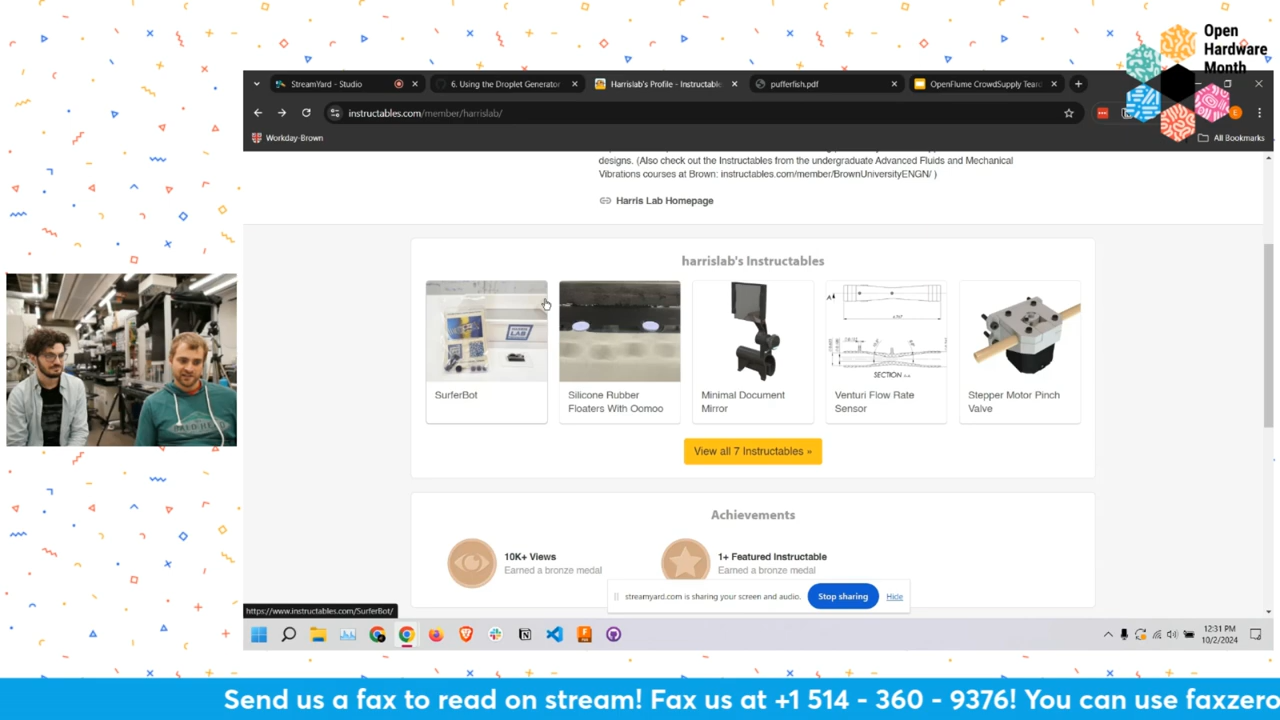 Open
Hardware
Month
StreamYard - Studio
6. Using the Droplet Generator
Harrislab's Profile - Instructable
pufferfish.pdf
OpenFlume CrowdSupply Tear
instructables.com/member/harrislab/
Workday-Brown
All Bookmarks
designs. (Also check out the Instructables from the undergraduate Advanced Fluids and Mechanical
Vibrations courses at Brown: instructables.com/member/BrownUniversityENGN/ )
Harris Lab Homepage
harrislab's Instructables
HARRIS
LAB
SECTION A-A
SurferBot
Silicone Rubber
Floaters With Oomoo
Minimal Document
Mirror
Venturi Flow Rate
Sensor
Stepper Motor Pinch
Valve
View all 7 Instructables »
Achievements
10K+ Views
Earned a bronze medal
1+ Featured Instructable
Earned a bronze medal
streamyard.com is sharing your screen and audio.
Stop sharing
Hide
https://www.instructables.com/SurferBot/
12:31 PM
10/2/2024
Send us a fax to read on stream! Fax us at +1 514 - 360 - 9376! You can use faxzero